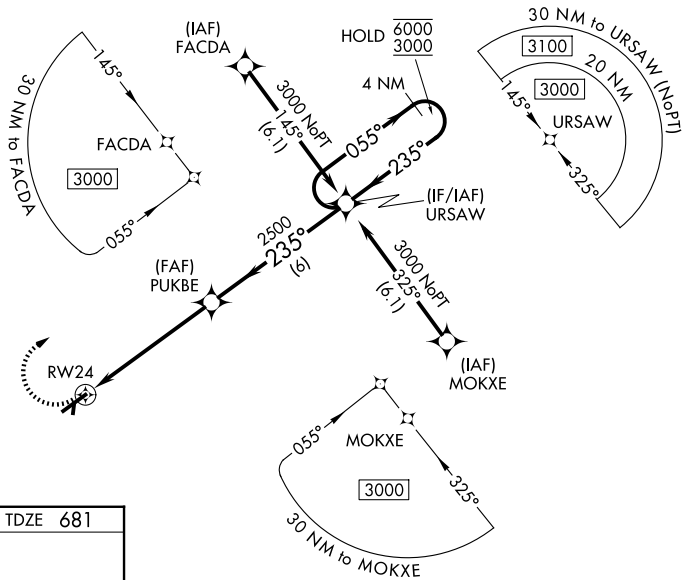 (IAF)
FACDA
HOLD 6000
3000
4 NM
30 NM to URSAW (NoPT)
3100
20 NM
3000
145°
URSAW
325°
30 NM to FACDA
145°
FACDA
3000
055°
3000 NoPT
145°
(6.1)
055°
235°
(IF/IAF)
URSAW
2500
235°
(6)
(FAF)
PUKBE
3000 NoPT
325°
(6.1)
(IAF)
MOKXE
RW24
055°
MOKXE
3000
325°
30 NM to MOKXE
TDZE 681